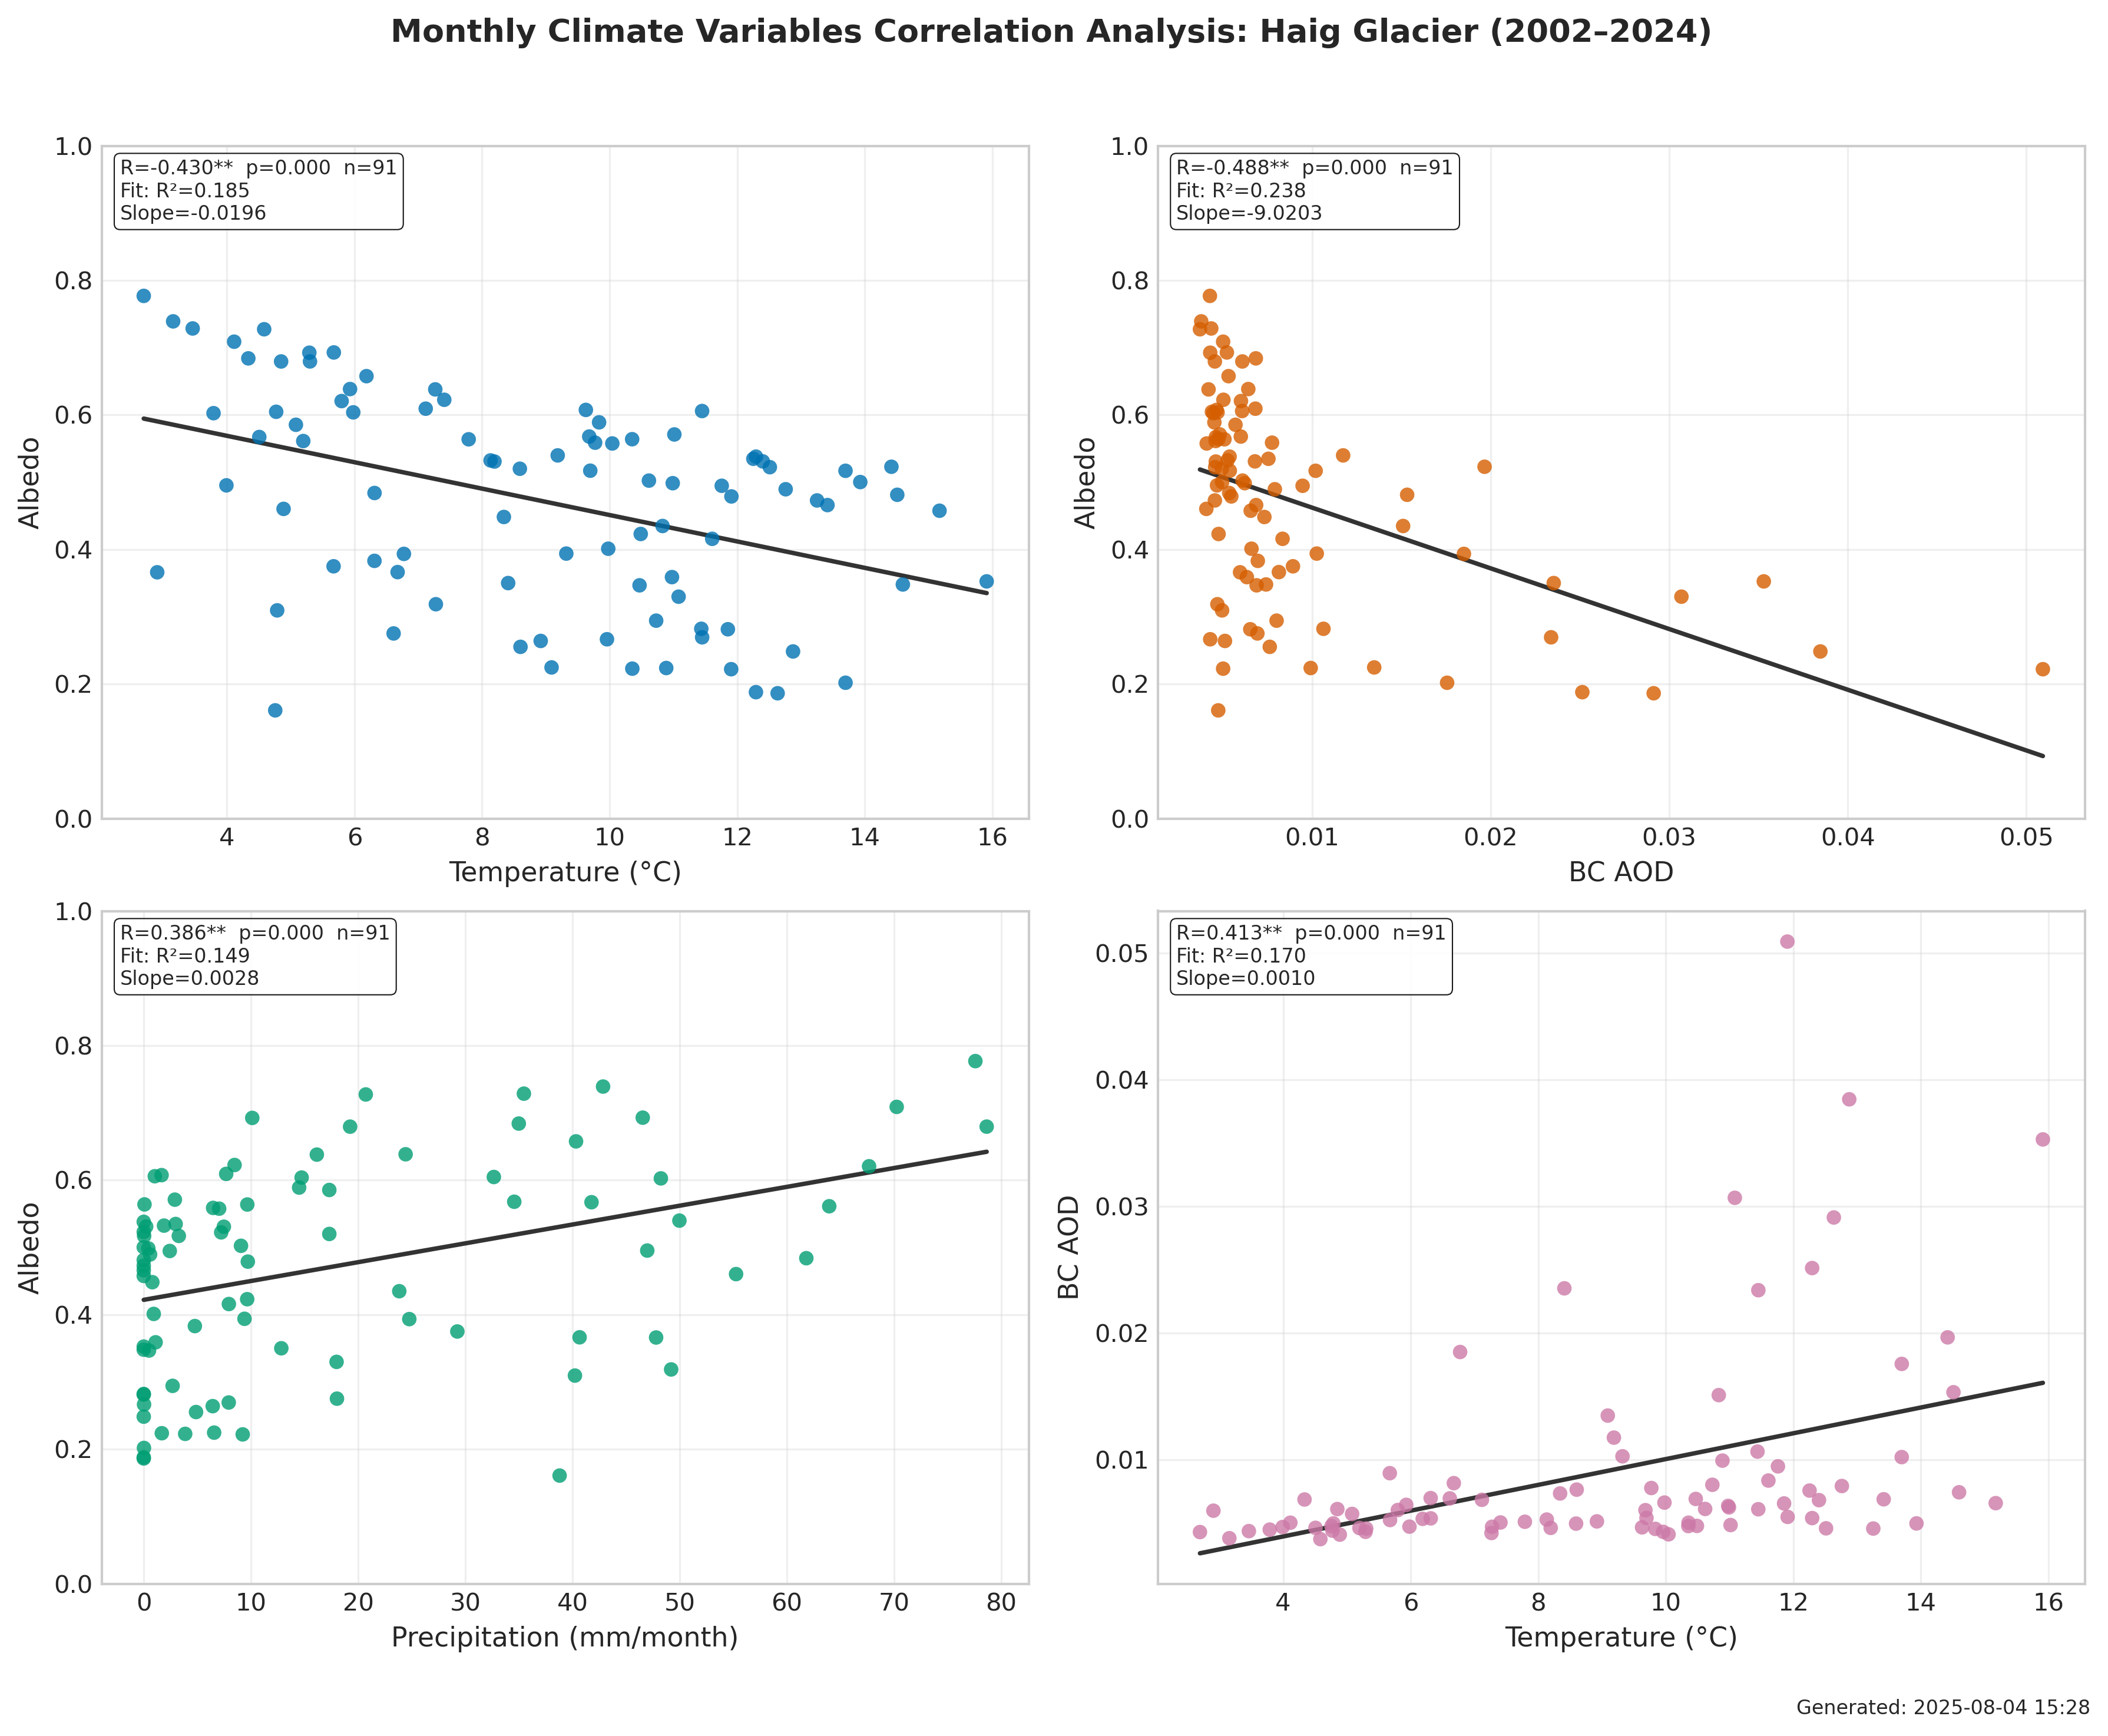 Monthly Climate Variables Correlation Analysis: Haig Glacier (2002–2024)
R=-0.430**  p=0.000  n=91
Fit: R²=0.185
Slope=-0.0196
1.0
0.8
0.6
0.4
0.2
0.0
Albedo
4 6 8 10 12 14 16
Temperature (°C)
R=-0.488**  p=0.000  n=91
Fit: R²=0.238
Slope=-9.0203
1.0
0.8
0.6
0.4
0.2
0.0
Albedo
0.01 0.02 0.03 0.04 0.05
BC AOD
R=0.386**  p=0.000  n=91
Fit: R²=0.149
Slope=0.0028
1.0
0.8
0.6
0.4
0.2
0.0
Albedo
0 10 20 30 40 50 60 70 80
Precipitation (mm/month)
R=0.413**  p=0.000  n=91
Fit: R²=0.170
Slope=0.0010
0.05
0.04
0.03
0.02
0.01
BC AOD
4 6 8 10 12 14 16
Temperature (°C)
Generated: 2025-08-04 15:28